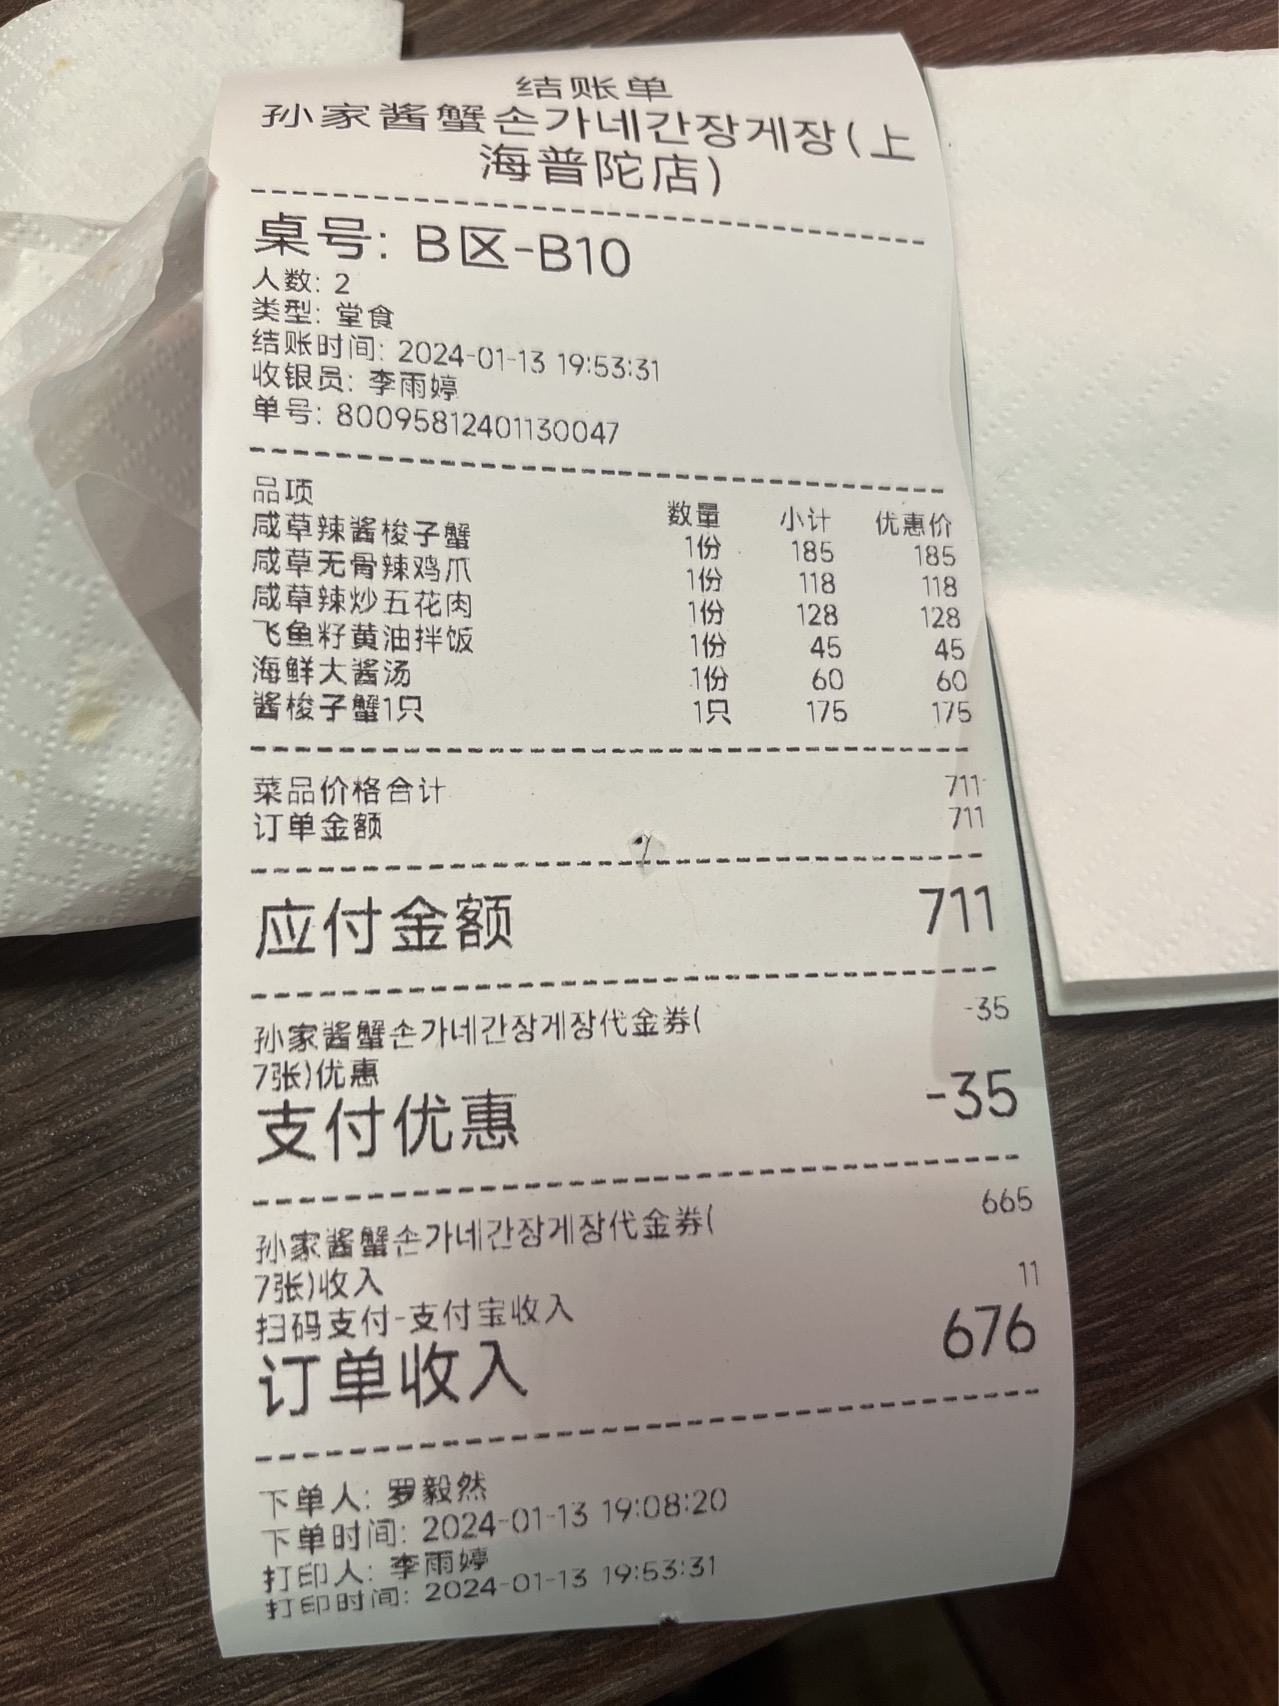 结账单
孙家酱蟹손가네간장게장(上
海普陀店)
桌号: B区-B10
人数: 2
类型: 堂食
结账时间: 2024-01-13 19:53:31
收银员: 李雨婷
单号: 80095812401130047
品项 数量 小计 优惠价
咸草辣酱梭子蟹 1份 185 185
咸草无骨辣鸡爪 1份 118 118
咸草辣炒五花肉 1份 128 128
飞鱼籽黄油拌饭 1份 45 45
海鲜大酱汤 1份 60 60
酱梭子蟹1只 1只 175 175
菜品价格合计 711
订单金额 711
应付金额 711
孙家酱蟹손가네간장게장代金券( -35
7张)优惠
支付优惠 -35
孙家酱蟹손가네간장게장代金券( 665
7张)收入
扫码支付-支付宝收入 11
订单收入 676
下单人: 罗毅然
下单时间: 2024-01-13 19:08:20
打印人: 李雨婷
打印时间: 2024-01-13 19:53:31